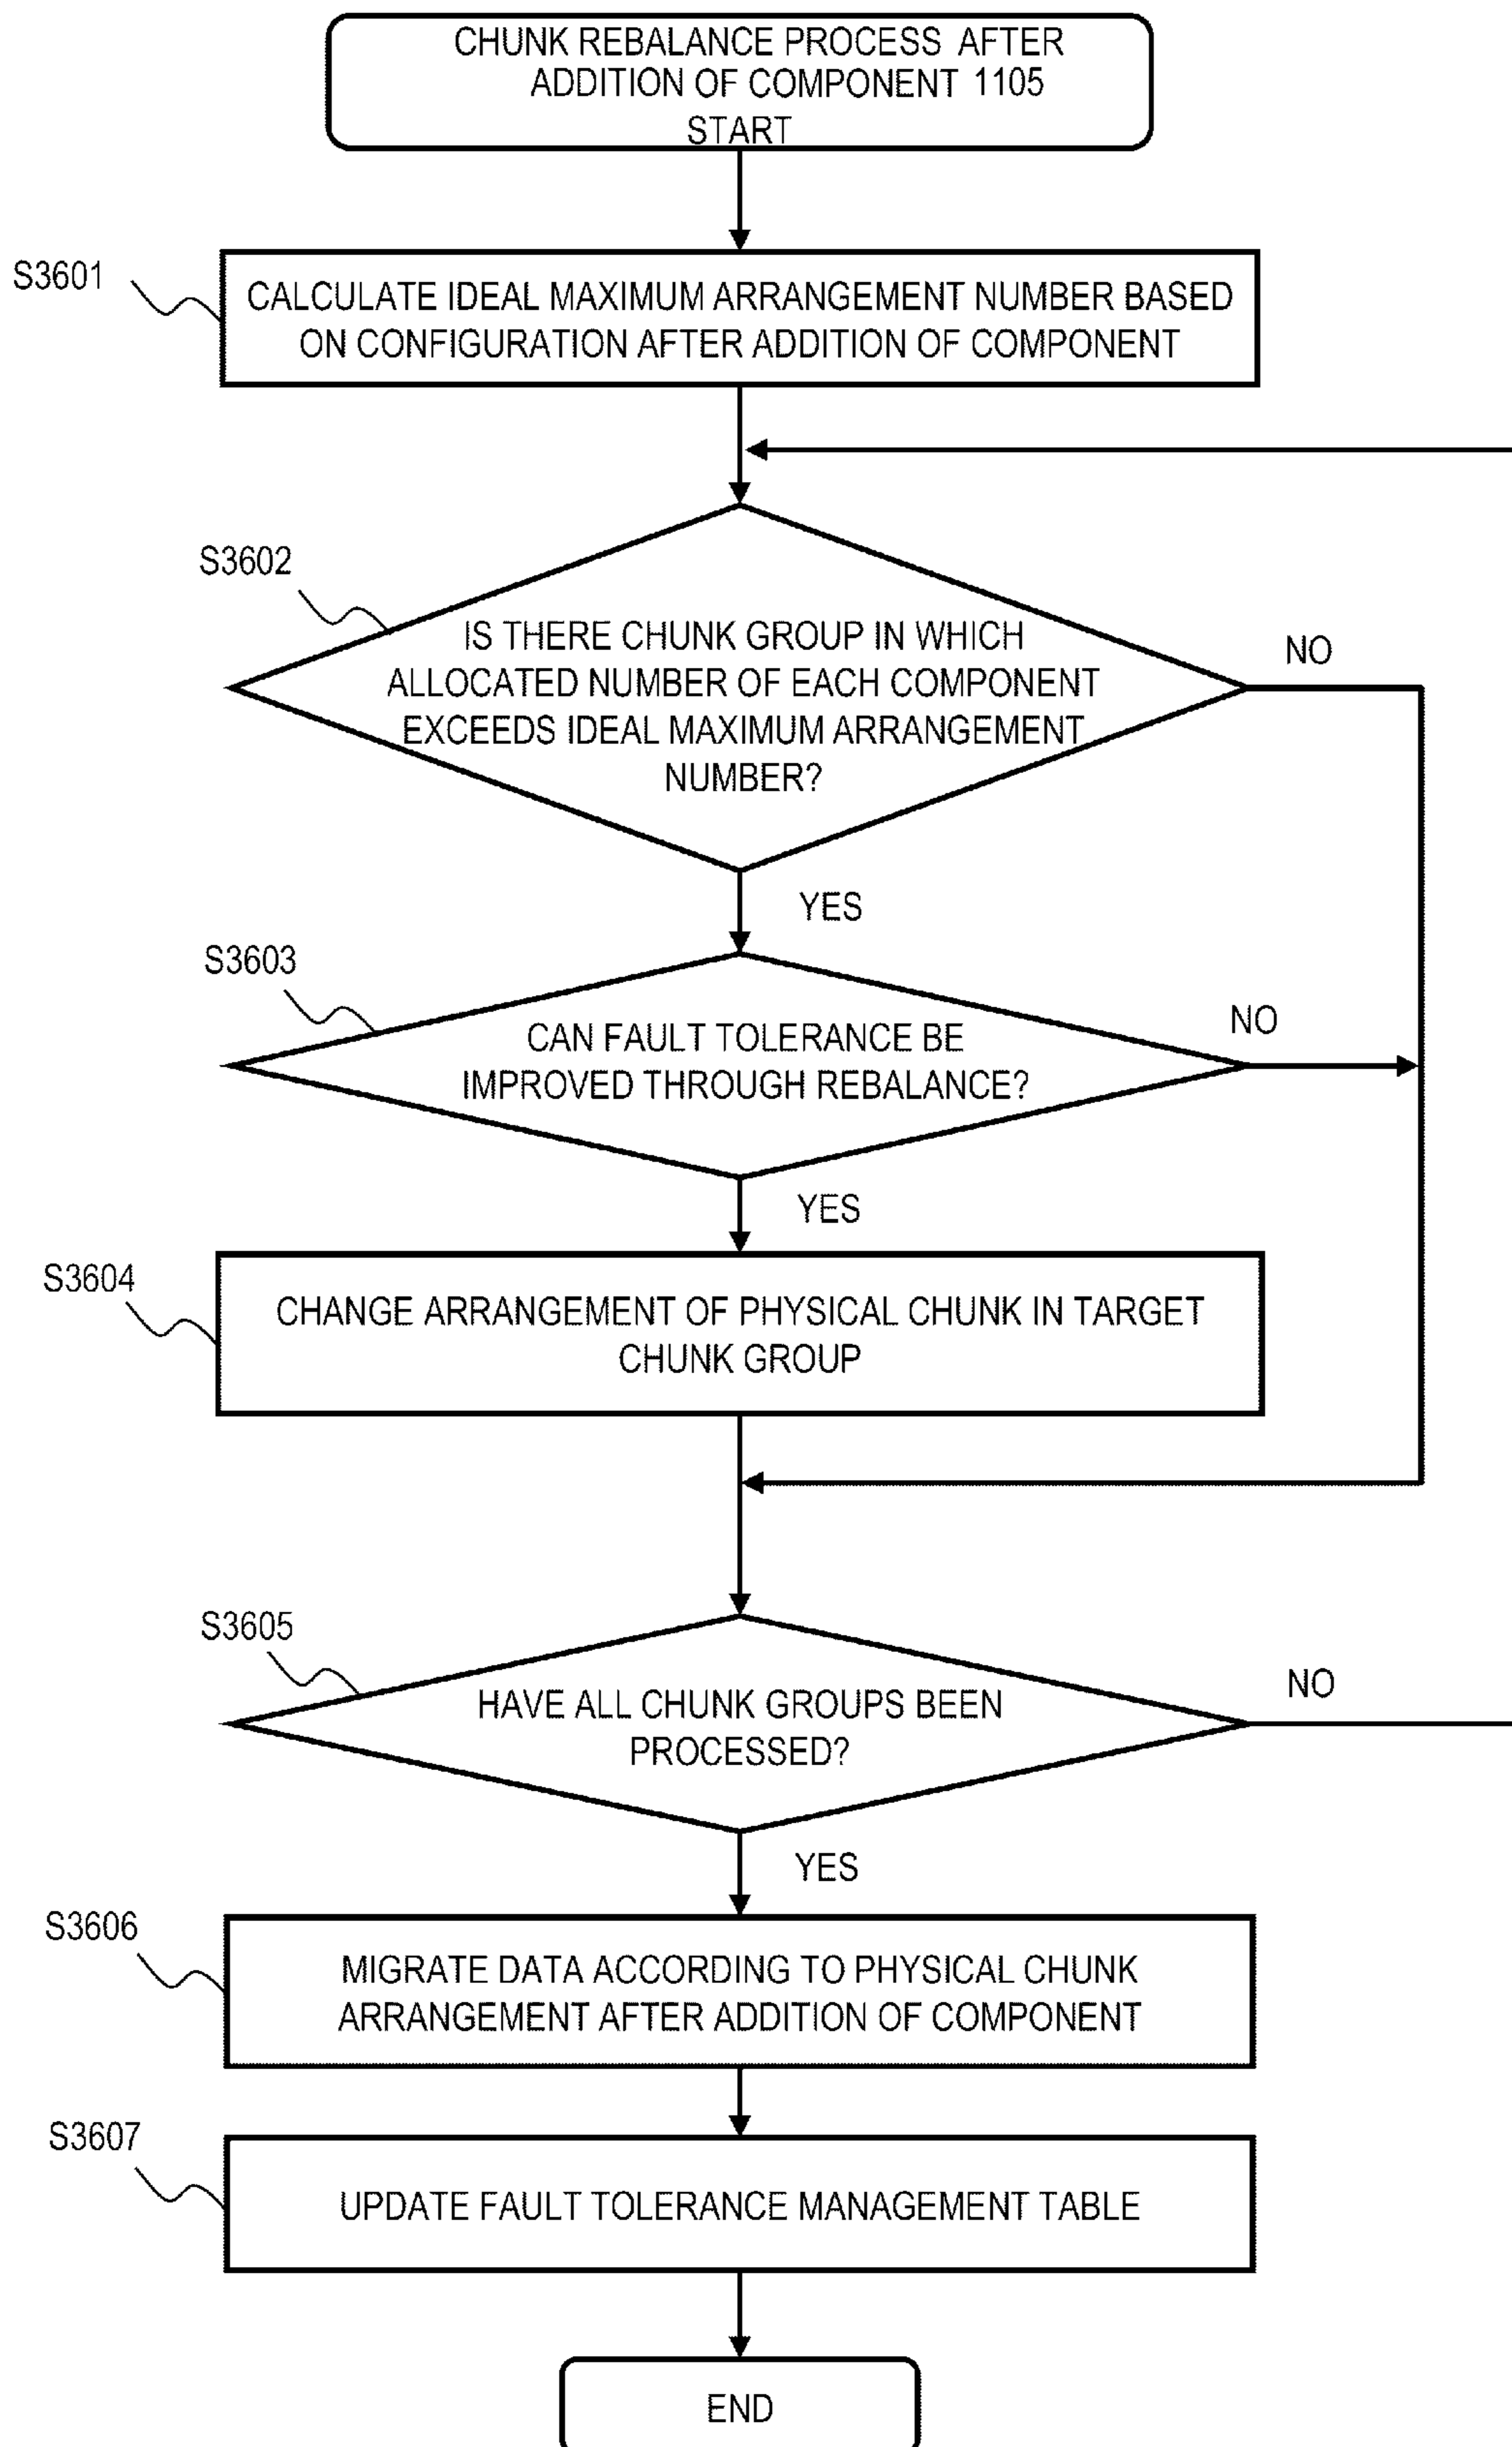 CHUNK REBALANCE PROCESS AFTER
ADDITION OF COMPONENT 1105
START
S3601
CALCULATE IDEAL MAXIMUM ARRANGEMENT NUMBER BASED
ON CONFIGURATION AFTER ADDITION OF COMPONENT
S3602
IS THERE CHUNK GROUP IN WHICH
ALLOCATED NUMBER OF EACH COMPONENT
EXCEEDS IDEAL MAXIMUM ARRANGEMENT
NUMBER?
NO
YES
S3603
CAN FAULT TOLERANCE BE
IMPROVED THROUGH REBALANCE?
NO
YES
S3604
CHANGE ARRANGEMENT OF PHYSICAL CHUNK IN TARGET
CHUNK GROUP
S3605
HAVE ALL CHUNK GROUPS BEEN
PROCESSED?
NO
YES
S3606
MIGRATE DATA ACCORDING TO PHYSICAL CHUNK
ARRANGEMENT AFTER ADDITION OF COMPONENT
S3607
UPDATE FAULT TOLERANCE MANAGEMENT TABLE
END